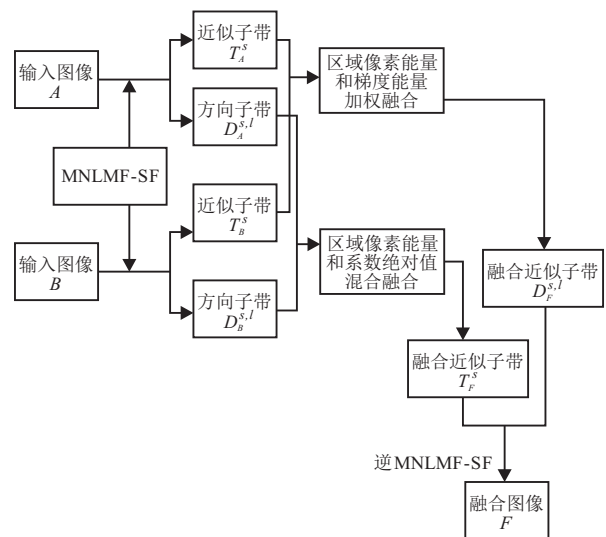 输入图像
A
近似子带
T_A^s
方向子带
D_A^{s,l}
MNLMF-SF
近似子带
T_B^s
输入图像
B
方向子带
D_B^{s,l}
区域像素能量
和梯度能量
加权融合
区域像素能量
和系数绝对值
混合融合
融合近似子带
D_F^{s,l}
融合近似子带
T_F^s
逆MNLMF-SF
融合图像
F